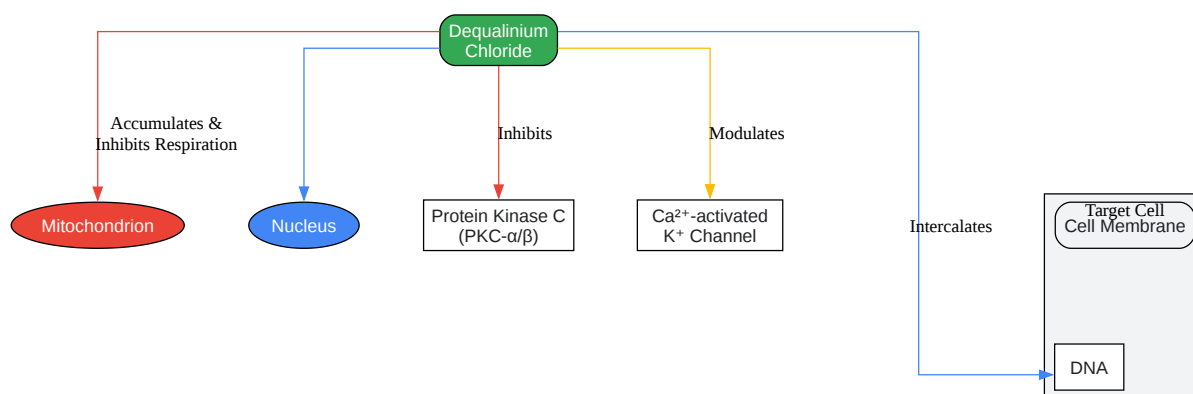 Dequalinium
Chloride
Accumulates &
Inhibits Respiration
Inhibits
Modulates
Mitochondrion
Nucleus
Protein Kinase C
(PKC-α/β)
Ca²⁺-activated
K⁺ Channel
Intercalates
Target Cell
Cell Membrane
DNA